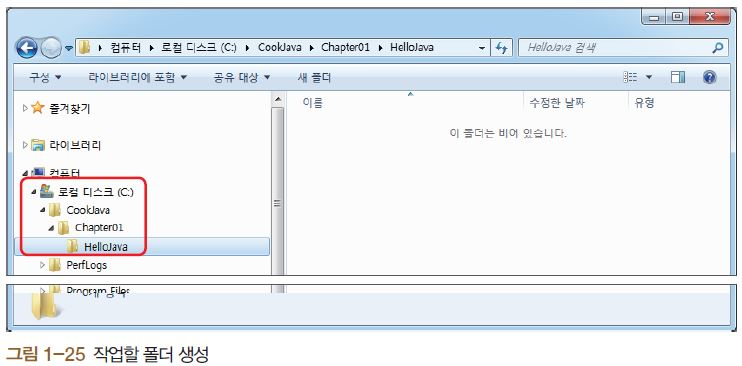 컴퓨터 ▸ 로컬 디스크 (C:) ▸ CookJava ▸ Chapter01 ▸ HelloJava
HelloJava 검색
구성 ▼ 라이브러리에 포함 ▼ 공유 대상 ▼ 새 폴더
이름 수정한 날짜 유형
이 폴더는 비어 있습니다.
즐겨찾기
라이브러리
컴퓨터
로컬 디스크 (C:)
CookJava
Chapter01
HelloJava
PerfLogs
Program Files
그림 1-25 작업할 폴더 생성